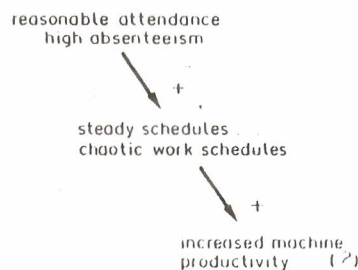 reasonable attendance
high absenteeism
+
steady schedules
chaotic work schedules
+
increased machine
productivity (?)